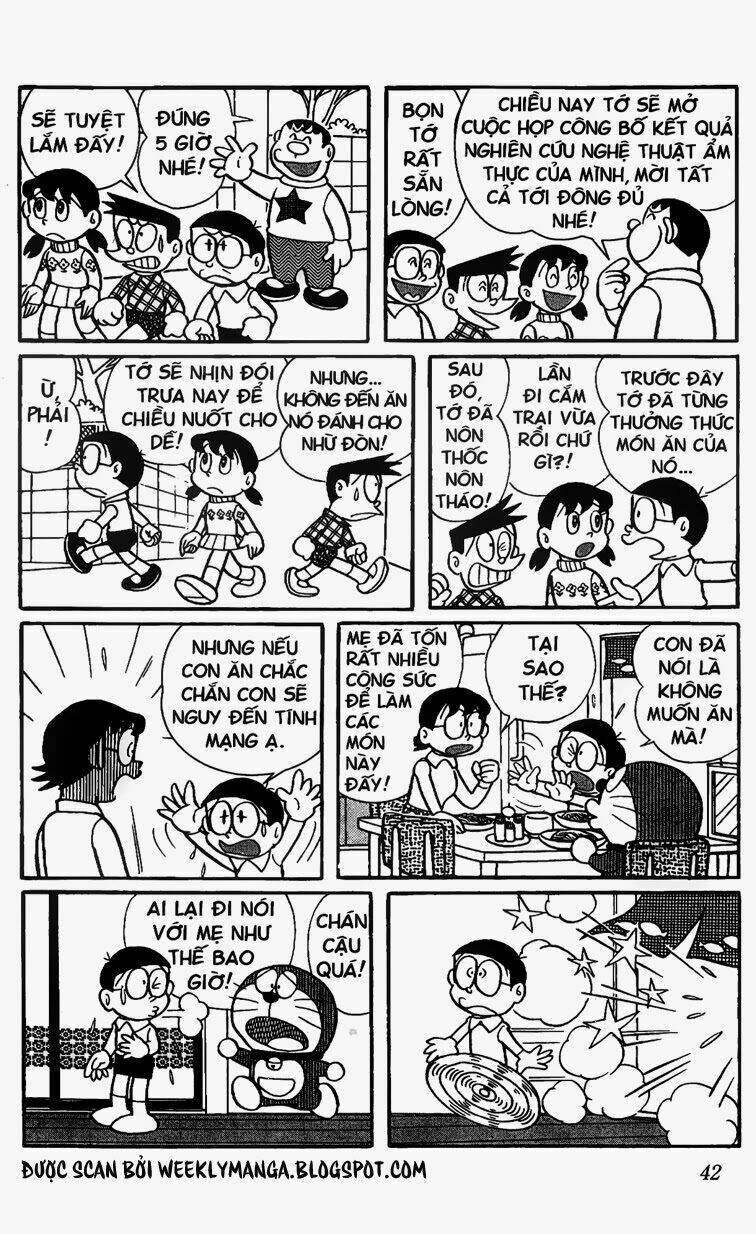 CHIỀU NAY TỚ SẼ MỞ
CUỘC HỌP CÔNG BỐ KẾT QUẢ
NGHIÊN CỨU NGHỆ THUẬT ẨM
THỰC CỦA MÌNH, MỜI TẤT
CẢ TỚI ĐÔNG ĐỦ
NHÉ!
BỌN
TỚ
RẤT
SẴN
LÒNG!
ĐÚNG
5 GIỜ
NHÉ!
SẼ TUYỆT
LẮM ĐẤY!
TRƯỚC ĐÂY
TỚ ĐÃ TỪNG
THƯỞNG THỨC
MÓN ĂN CỦA
NÓ...
LẦN
ĐI CẮM
TRẠI VỪA
RỒI CHỨ
GÌ?!
SAU
ĐÓ,
TỚ ĐÃ
NÔN
THỐC
NÔN
THÁO!
NHƯNG...
KHÔNG ĐẾN ĂN
NÓ ĐÁNH CHO
NHỪ ĐÒN!
TỚ SẼ NHỊN ĐÓI
TRƯA NAY ĐỂ
CHIỀU NUỐT CHO
DỄ!
Ừ,
PHẢI
!
CON ĐÃ
NÓI LÀ
KHÔNG
MUỐN ĂN
MÀ!
TẠI
SAO
THẾ?
MẸ ĐÃ TỐN
RẤT NHIỀU
CÔNG SỨC
ĐỂ LÀM
CÁC
MÓN
NÀY
ĐẤY!
NHƯNG NẾU
CON ĂN CHẮC
CHẮN CON SẼ
NGUY ĐẾN TÍNH
MẠNG Ạ.
CHÁN
CẬU
QUÁ!
AI LẠI ĐI NÓI
VỚI MẸ NHƯ
THẾ BAO
GIỜ!
ĐƯỢC SCAN BỞI WEEKLYMANGA.BLOGSPOT.COM
42